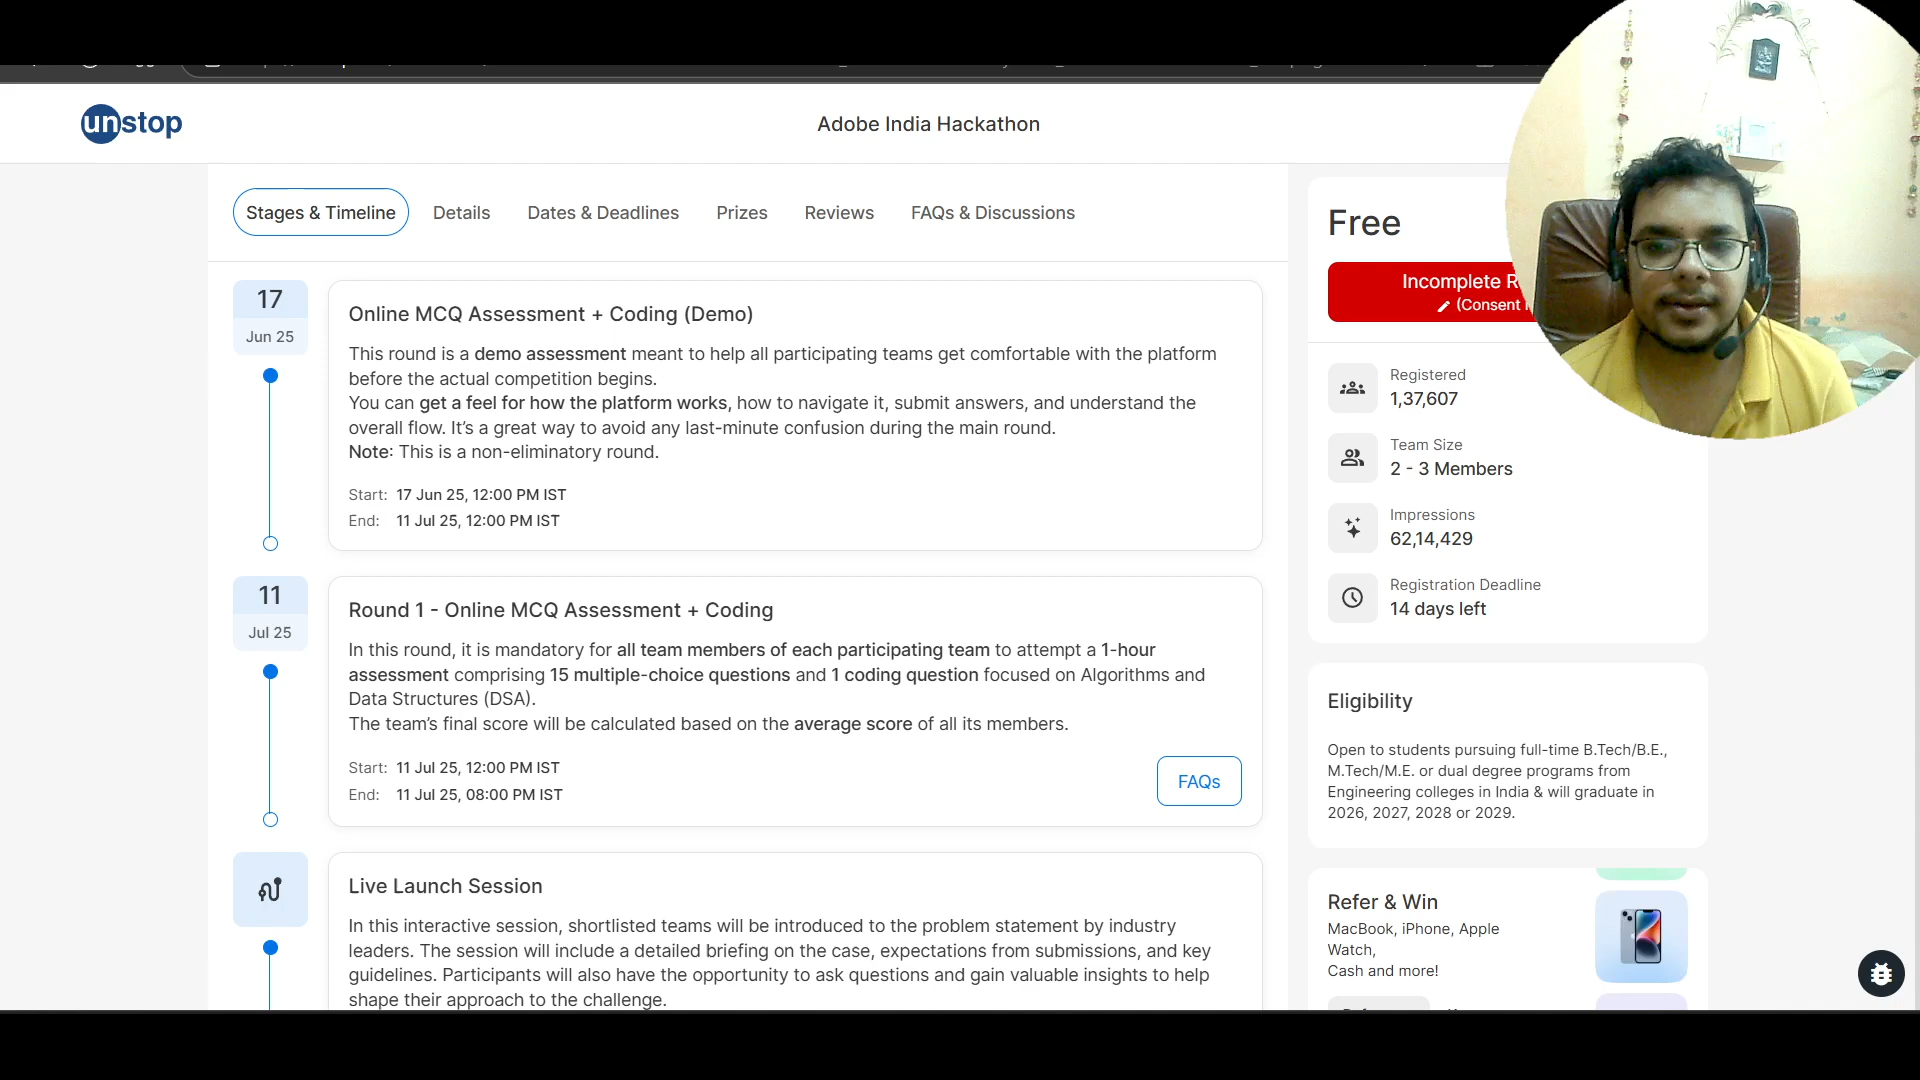 unstop
Adobe India Hackathon
Stages & Timeline
Details
Dates & Deadlines
Prizes
Reviews
FAQs & Discussions
17
Jun 25
Online MCQ Assessment + Coding (Demo)
This round is a demo assessment meant to help all participating teams get comfortable with the platform
before the actual competition begins.
You can get a feel for how the platform works, how to navigate it, submit answers, and understand the
overall flow. It's a great way to avoid any last-minute confusion during the main round.
Note: This is a non-eliminatory round.
Start: 17 Jun 25, 12:00 PM IST
End: 11 Jul 25, 12:00 PM IST
11
Jul 25
Round 1 - Online MCQ Assessment + Coding
In this round, it is mandatory for all team members of each participating team to attempt a 1-hour
assessment comprising 15 multiple-choice questions and 1 coding question focused on Algorithms and
Data Structures (DSA).
The team's final score will be calculated based on the average score of all its members.
Start: 11 Jul 25, 12:00 PM IST
End: 11 Jul 25, 08:00 PM IST
FAQs
Live Launch Session
In this interactive session, shortlisted teams will be introduced to the problem statement by industry
leaders. The session will include a detailed briefing on the case, expectations from submissions, and key
guidelines. Participants will also have the opportunity to ask questions and gain valuable insights to help
shape their approach to the challenge.
Free
Incomplete
(Consent
Registered
1,37,607
Team Size
2 - 3 Members
Impressions
62,14,429
Registration Deadline
14 days left
Eligibility
Open to students pursuing full-time B.Tech/B.E.,
M.Tech/M.E. or dual degree programs from
Engineering colleges in India & will graduate in
2026, 2027, 2028 or 2029.
Refer & Win
MacBook, iPhone, Apple
Watch,
Cash and more!